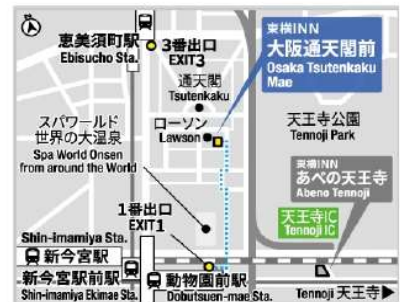 恵美須町駅
Ebisucho Sta.
3番出口
EXIT3
通天閣
Tsutenkaku
東横INN
大阪通天閣前
Osaka Tsutenkaku
Mae
スパワールド
世界の大温泉
Spa World Onsen
from around the World
ローソン
Lawson
天王寺公園
Tennoji Park
東横INN
あべの天王寺
Abeno Tennoji
天王寺IC
Tennoji IC
1番出口
EXIT1
Shin-imamiya Sta.
新今宮駅
新今宮駅前駅
Shin-imamiya Ekimae Sta.
動物園前駅
Dobutsuen-mae Sta.
Tennoji 天王寺▶